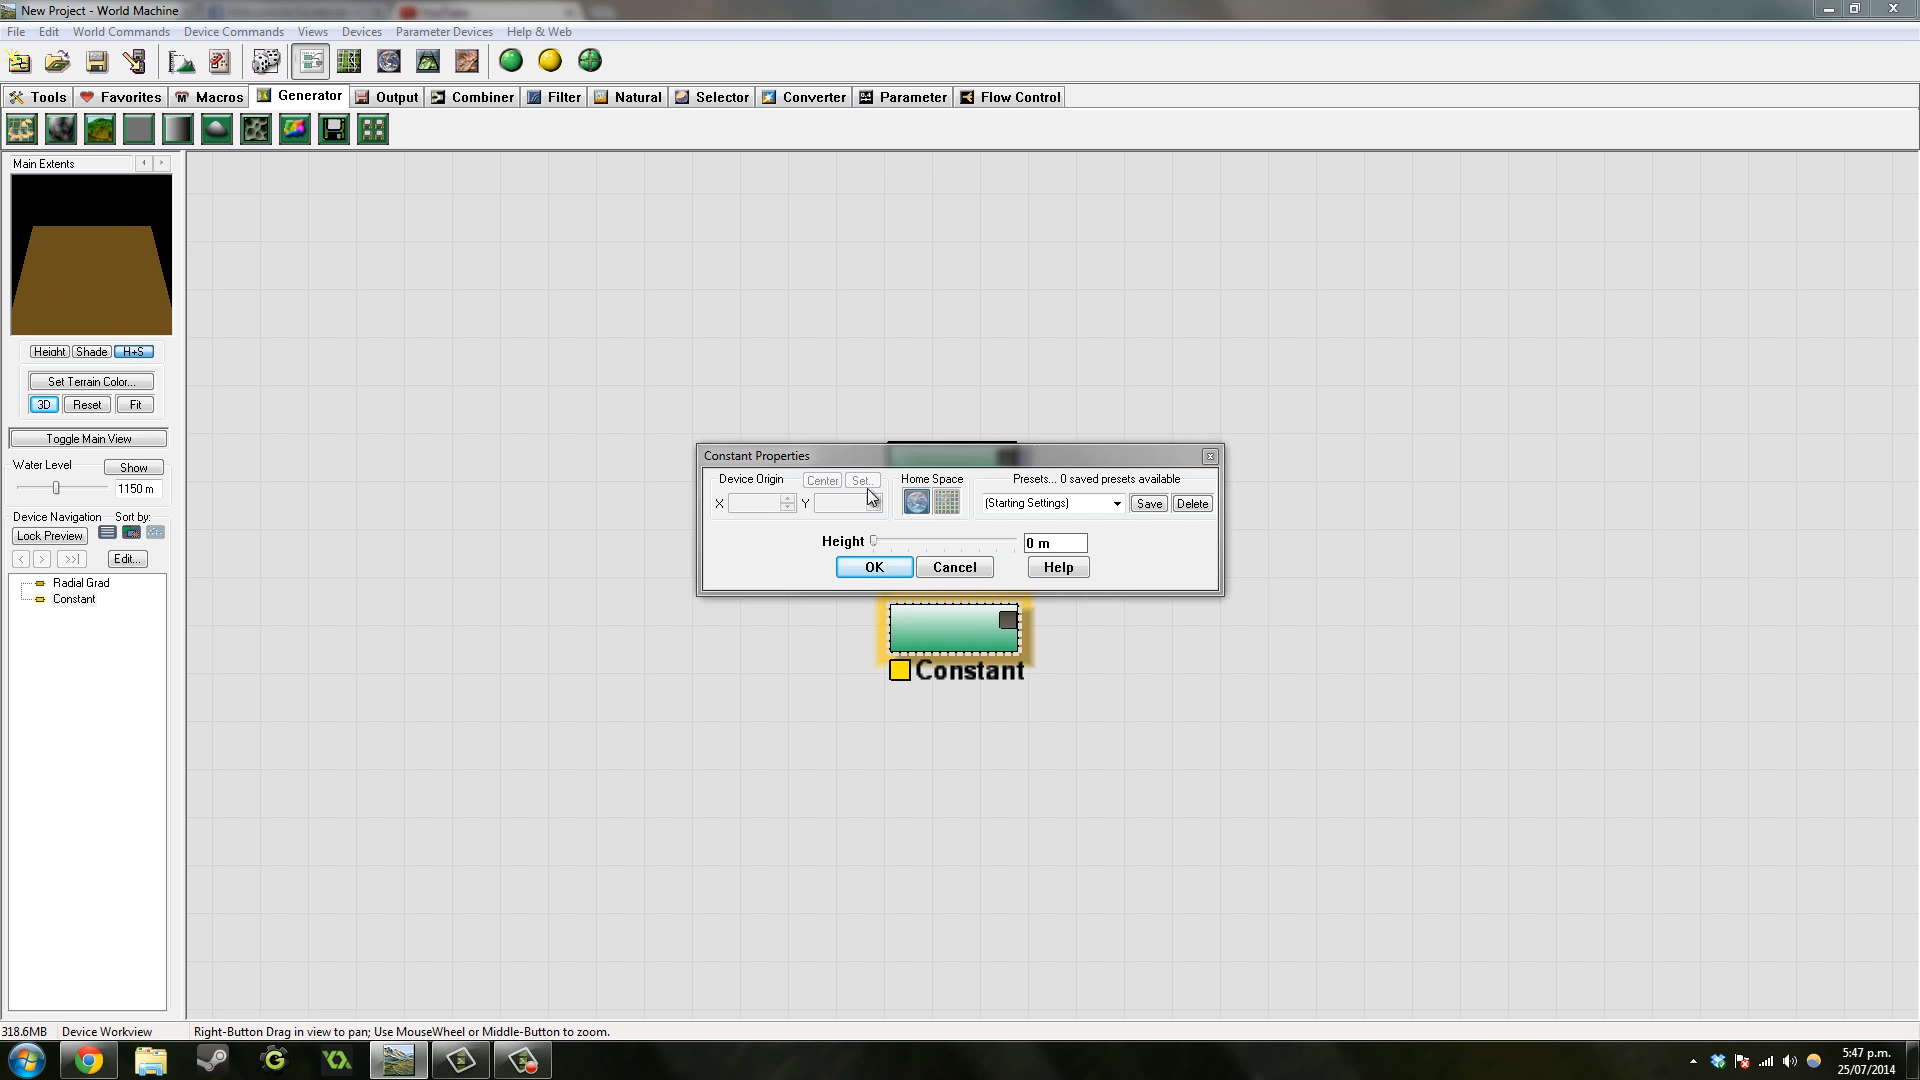 New Project - World Machine
File Edit World Commands Device Commands Views Devices Parameter Devices Help & Web
Tools Favorites Macros Generator Output Combiner Filter Natural Selector Converter Parameter Flow Control
Main Extents
Height Shade H+S
Set Terrain Color...
3D Reset Fit
Toggle Main View
Water Level Show
1150 m
Device Navigation Sort by:
Lock Preview
< > >>| Edit...
Radial Grad
Constant
Constant Properties
Device Origin Center Set.. Home Space Presets... 0 saved presets available
X Y (Starting Settings) Save Delete
Height 0 m
OK Cancel Help
Constant
318.6MB Device Workview Right-Button Drag in view to pan; Use MouseWheel or Middle-Button to zoom.
5:47 p.m.
25/07/2014